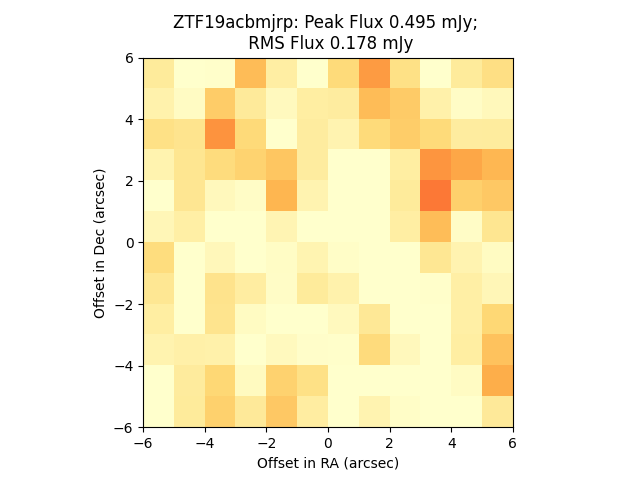 ZTF19acbmjrp: Peak Flux 0.495 mJy;
RMS Flux 0.178 mJy
6
4
2
0
−2
−4
−6
Offset in Dec (arcsec)
−6 −4 −2 0 2 4 6
Offset in RA (arcsec)